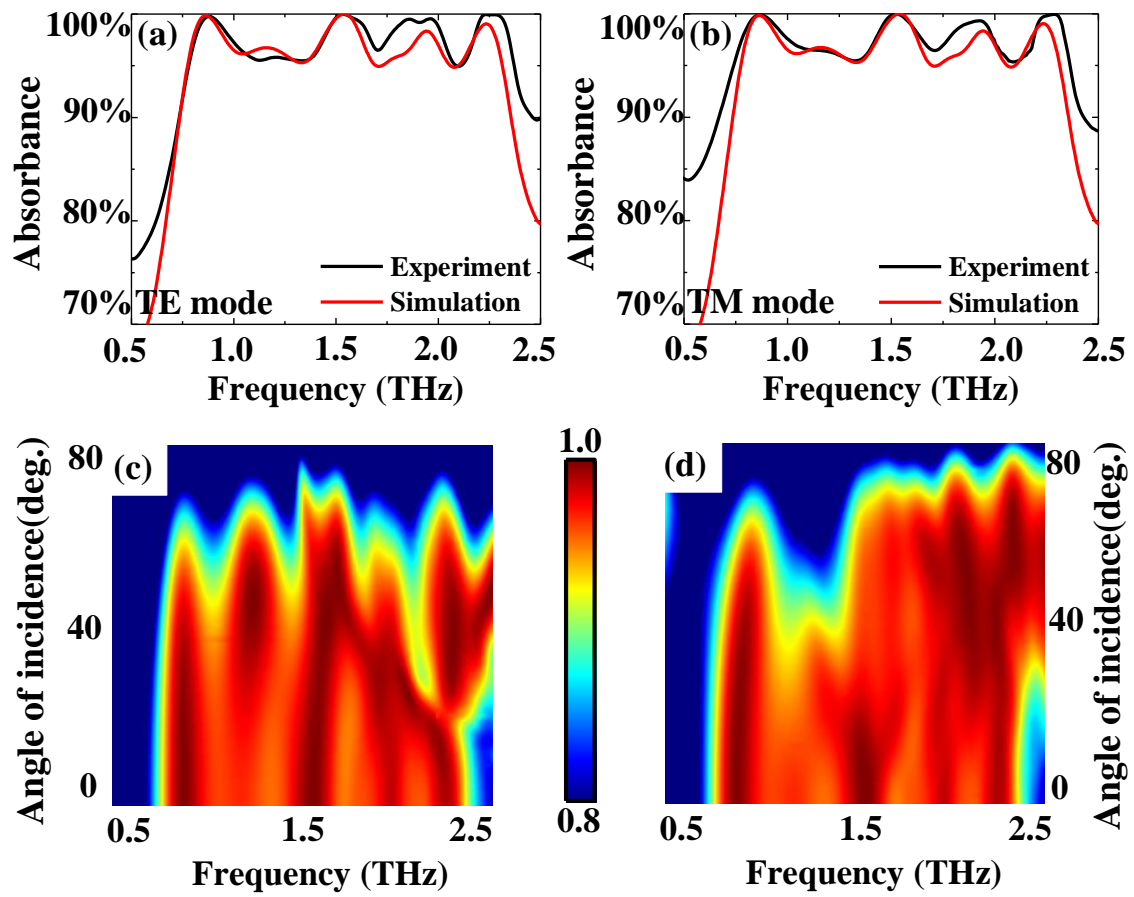 100%
(a)
90%
80%
70%
Absorbance
Experiment
Simulation
TE mode
0.5 1.0 1.5 2.0 2.5
Frequency (THz)
100%
(b)
90%
80%
70%
Absorbance
Experiment
Simulation
TM mode
0.5 1.0 1.5 2.0 2.5
Frequency (THz)
(c)
80
40
0
Angle of incidence(deg.)
0.5 1.5 2.5
Frequency (THz)
1.0
0.8
(d)
80
40
0
Angle of incidence(deg.)
0.5 1.5 2.5
Frequency (THz)